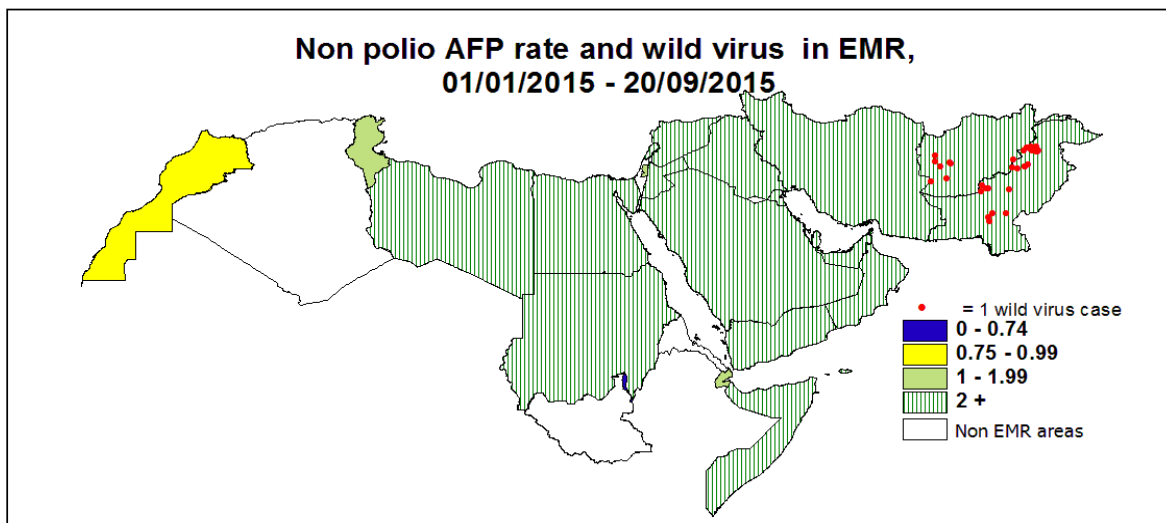 Non polio AFP rate and wild virus in EMR,
01/01/2015 - 20/09/2015
= 1 wild virus case
0 - 0.74
0.75 - 0.99
1 - 1.99
2 +
Non EMR areas